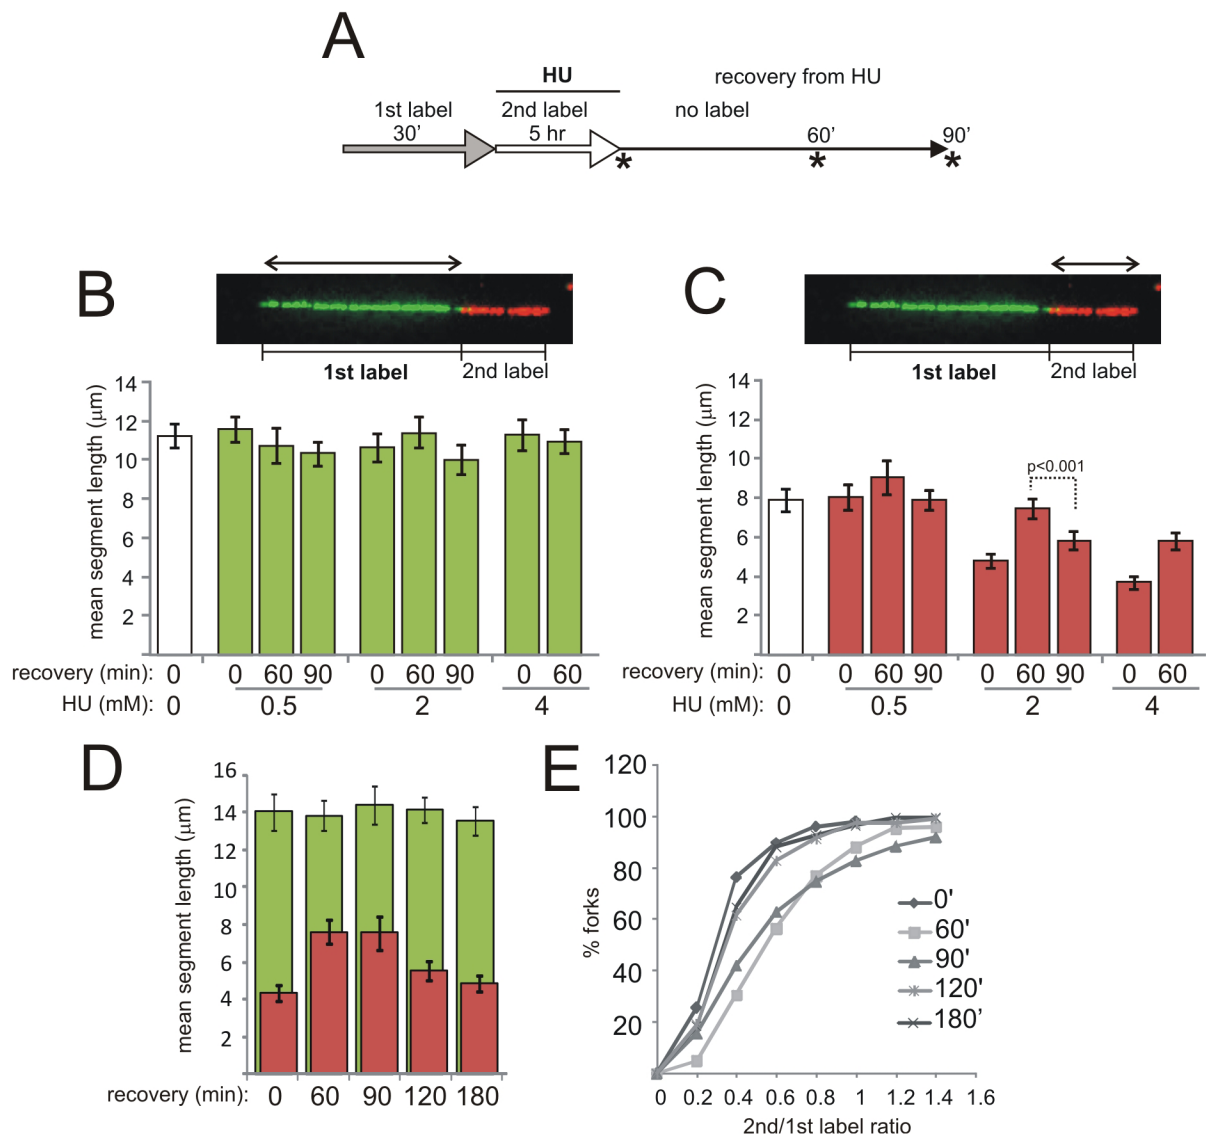 A
HU
recovery from HU
1st label
2nd label
no label
30’
5 hr
60’
90’
*
*
*
B
1st label
2nd label
mean segment length (μm)
14
12
10
8
6
4
2
recovery (min): 0 0 60 90 0 60 90 0 60
HU (mM): 0 0.5 2 4
C
1st label
2nd label
mean segment length (μm)
14
12
10
8
6
4
2
p<0.001
recovery (min): 0 0 60 90 0 60 90 0 60
HU (mM): 0 0.5 2 4
D
mean segment length (μm)
16
14
12
10
8
6
4
2
recovery (min): 0 60 90 120 180
E
% forks
120
100
80
60
40
20
0'
60'
90'
120'
180’
0 0.2 0.4 0.6 0.8 1 1.2 1.4 1.6
2nd/1st label ratio